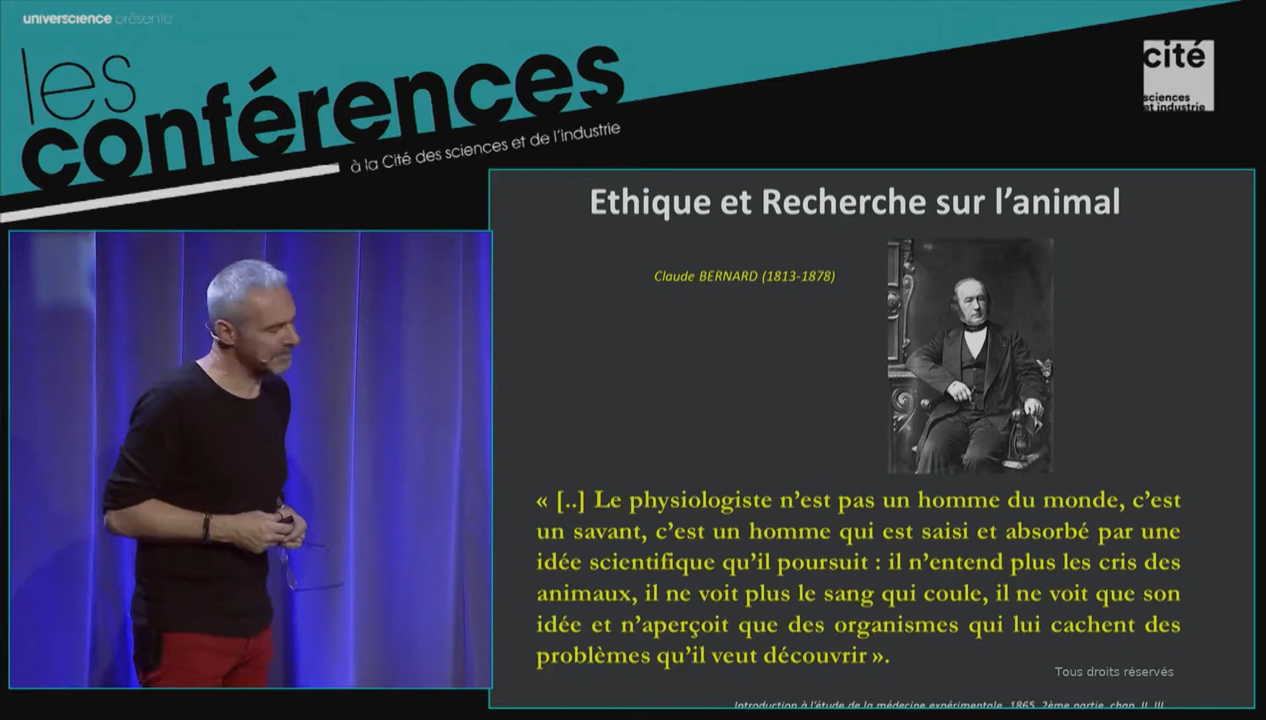 universcience présente
les
conférences
à la Cité des sciences et de l'industrie
cité
sciences
et industrie
Ethique et Recherche sur l'animal
Claude BERNARD (1813-1878)
« [..] Le physiologiste n'est pas un homme du monde, c'est
un savant, c'est un homme qui est saisi et absorbé par une
idée scientifique qu'il poursuit : il n'entend plus les cris des
animaux, il ne voit plus le sang qui coule, il ne voit que son
idée et n'aperçoit que des organismes qui lui cachent des
problèmes qu'il veut découvrir ».
Tous droits réservés
Introduction à l'étude de la médecine expérimentale, 1865, 2ème partie, chap. II, III